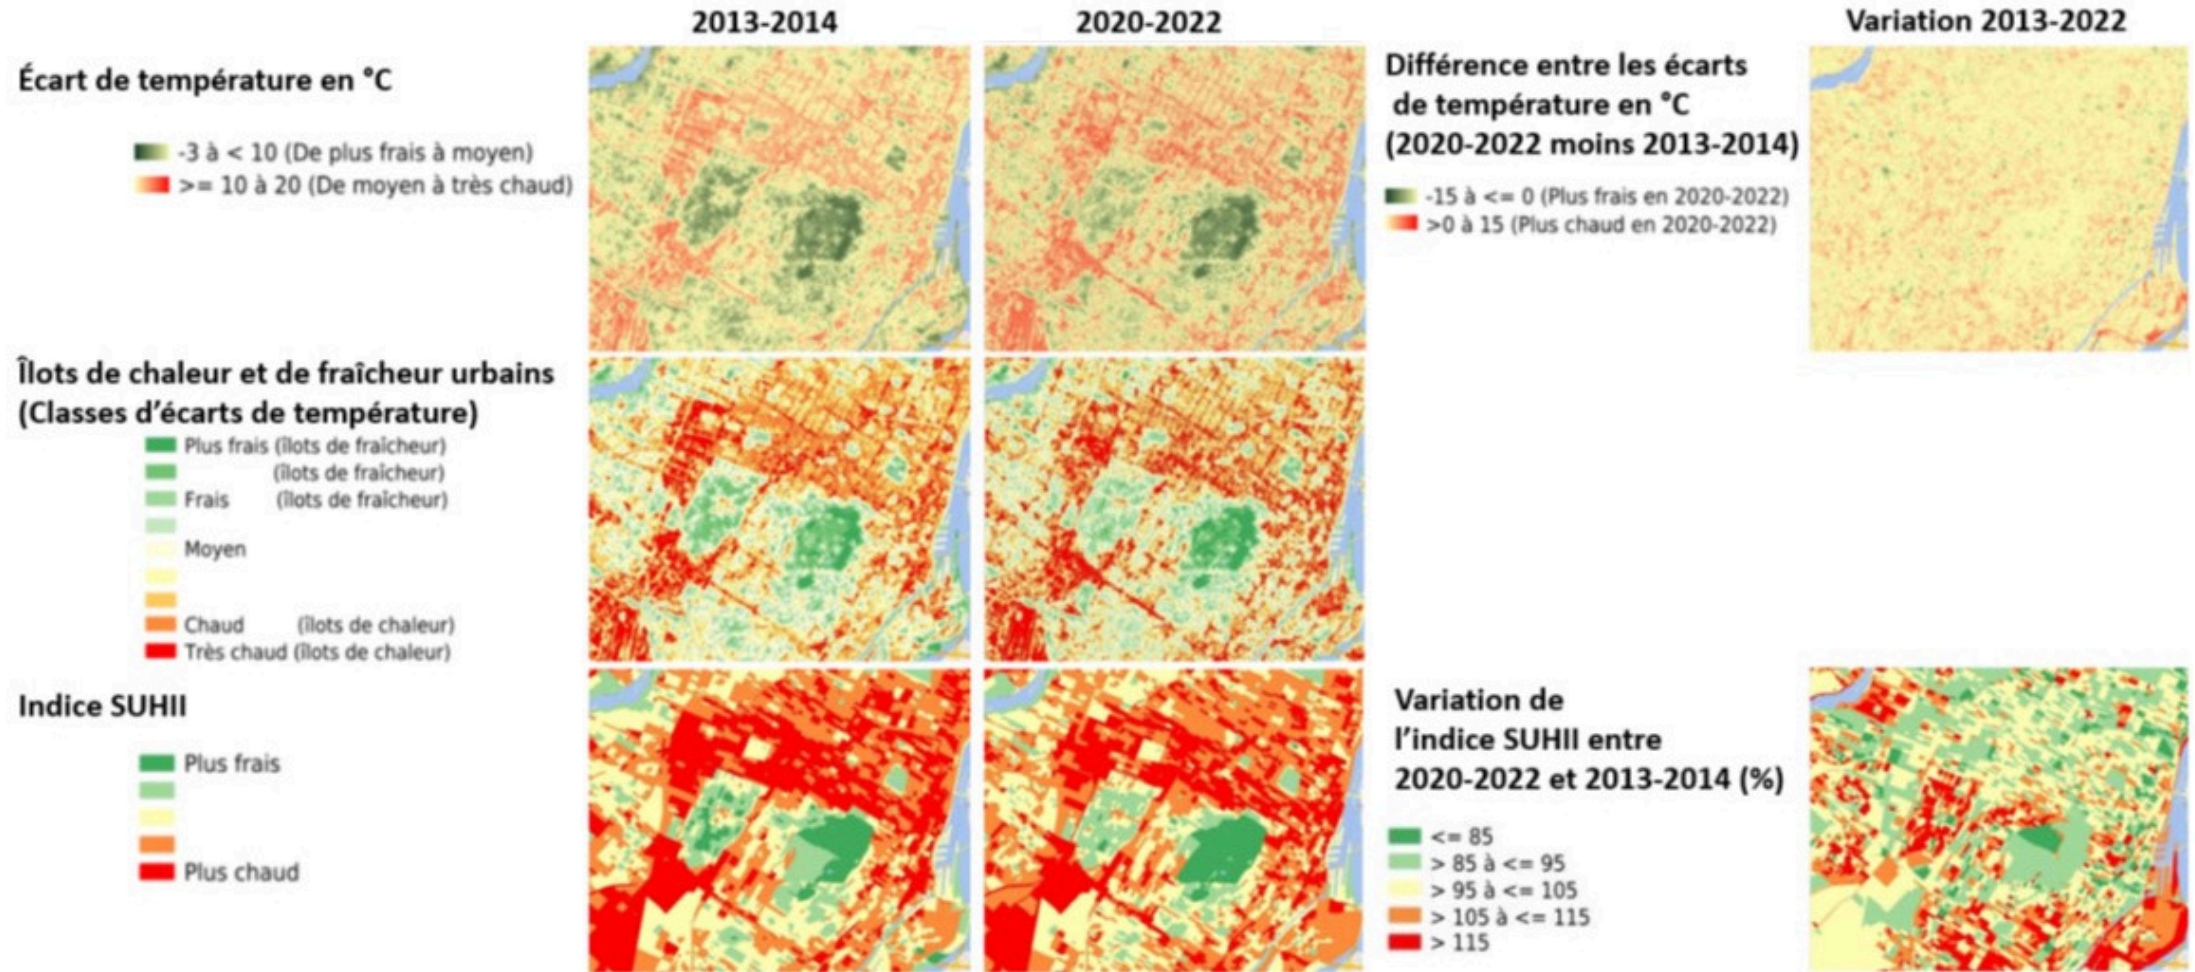 2013-2014
2020-2022
Variation 2013-2022
Écart de température en °C
-3 à < 10 (De plus frais à moyen)
>= 10 à 20 (De moyen à très chaud)
Différence entre les écarts
de température en °C
(2020-2022 moins 2013-2014)
-15 à <= 0 (Plus frais en 2020-2022)
>0 à 15 (Plus chaud en 2020-2022)
Îlots de chaleur et de fraîcheur urbains
(Classes d’écarts de température)
Plus frais (îlots de fraîcheur)
(îlots de fraîcheur)
Frais (îlots de fraîcheur)
Moyen
Chaud (îlots de chaleur)
Très chaud (îlots de chaleur)
Indice SUHII
Plus frais
Plus chaud
Variation de
l’indice SUHII entre
2020-2022 et 2013-2014 (%)
<= 85
> 85 à <= 95
> 95 à <= 105
> 105 à <= 115
> 115